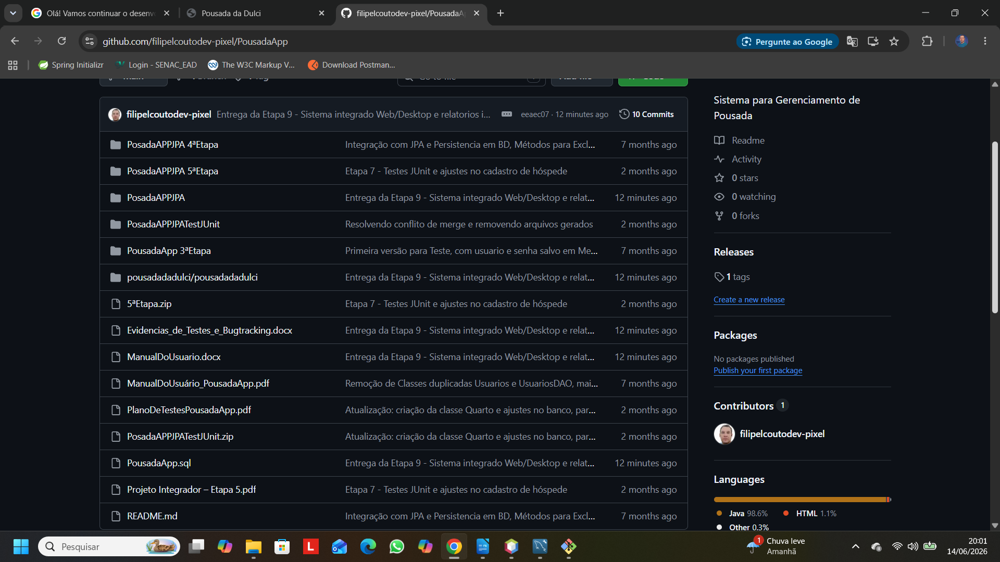 Olá! Vamos continuar o desenv
Pousada da Dulci
filipelcoutodev-pixel/PousadaAp
github.com/filipelcoutodev-pixel/PousadaApp
Pergunte ao Google
Spring Initializr
Login - SENAC_EAD
The W3C Markup V...
Download Postman...
filipelcoutodev-pixel Entrega da Etapa 9 - Sistema integrado Web/Desktop e relatorios i... eeaec07 · 12 minutes ago 10 Commits
PosadaAPPJPA 4ªEtapa Integração com JPA e Persistencia em BD, Métodos para Excl... 7 months ago
PosadaAPPJPA 5ªEtapa Etapa 7 - Testes JUnit e ajustes no cadastro de hóspede 2 months ago
PosadaAPPJPA Entrega da Etapa 9 - Sistema integrado Web/Desktop e relat... 12 minutes ago
PosadaAPPJPATestJUnit Resolvendo conflito de merge e removendo arquivos gerados 2 months ago
PousadaApp 3ªEtapa Primeira versão para Teste, com usuario e senha salvo em Me... 7 months ago
pousadadadulci/pousadadadulci Entrega da Etapa 9 - Sistema integrado Web/Desktop e relat... 12 minutes ago
5ªEtapa.zip Etapa 7 - Testes JUnit e ajustes no cadastro de hóspede 2 months ago
Evidencias_de_Testes_e_Bugtracking.docx Entrega da Etapa 9 - Sistema integrado Web/Desktop e relat... 12 minutes ago
ManualDoUsuario.docx Entrega da Etapa 9 - Sistema integrado Web/Desktop e relat... 12 minutes ago
ManualDoUsuário_PousadaApp.pdf Remoção de Classes duplicadas Usuarios e UsuariosDAO, mai... 7 months ago
PlanoDeTestesPousadaApp.pdf Atualização: criação da classe Quarto e ajustes no banco, par... 2 months ago
PosadaAPPJPATestJUnit.zip Atualização: criação da classe Quarto e ajustes no banco, par... 2 months ago
PousadaApp.sql Entrega da Etapa 9 - Sistema integrado Web/Desktop e relat... 12 minutes ago
Projeto Integrador – Etapa 5.pdf Etapa 7 - Testes JUnit e ajustes no cadastro de hóspede 2 months ago
README.md Integração com JPA e Persistencia em BD, Métodos para Excl... 7 months ago
Sistema para Gerenciamento de
Pousada
Readme
Activity
0 stars
0 watching
0 forks
Releases
1 tags
Create a new release
Packages
No packages published
Publish your first package
Contributors 1
filipelcoutodev-pixel
Languages
Java 98.6% HTML 1.1%
Other 0.3%
Pesquisar
L
1
Chuva leve
Amanhã
20:01
14/06/2026